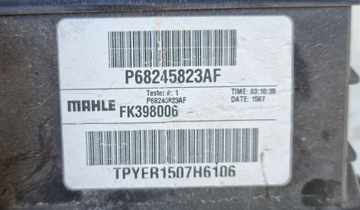 P68245823AF
Tester #: 1
TIME: 03:10:39
P68245823AF
DATE: 1507
MAHLE
FK398006
TPYER1507H6106